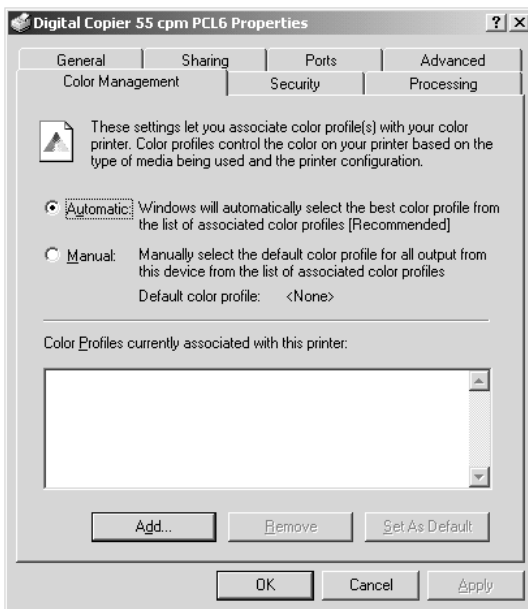 Digital Copier 55 cpm PCL6 Properties
General Sharing Ports Advanced
Color Management Security Processing
These settings let you associate color profile(s) with your color
printer. Color profiles control the color on your printer based on the
type of media being used and the printer configuration.
Automatic: Windows will automatically select the best color profile from
the list of associated color profiles [Recommended]
Manual: Manually select the default color profile for all output from
this device from the list of associated color profiles
Default color profile: <None>
Color Profiles currently associated with this printer:
Add... Remove Set As Default
OK Cancel Apply